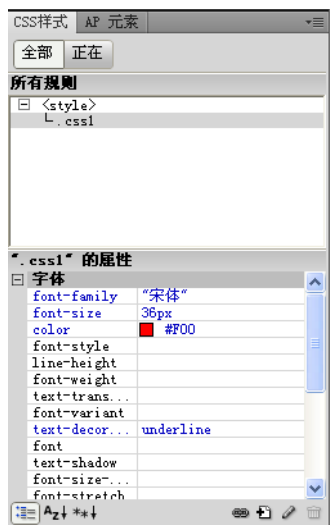 CSS样式 AP 元素
全部 正在
所有规则
<style>
.css1
".css1" 的属性
字体
font-family "宋体"
font-size 36px
color #F00
font-style
line-height
font-weight
text-trans...
font-variant
text-decor... underline
font
text-shadow
font-size-...
font-stretch
Az↓ **↓